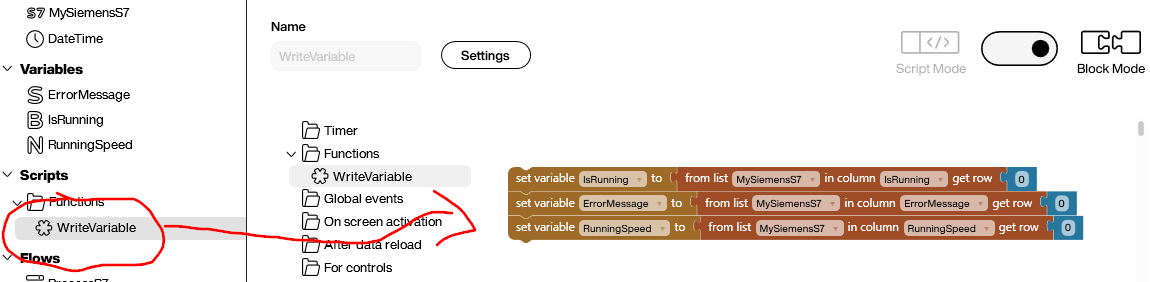 S7 MySiemensS7
DateTime
Variables
S ErrorMessage
B IsRunning
N RunningSpeed
Scripts
Functions
WriteVariable
Flows
ProcessS7
Name
WriteVariable
Settings
</> Script Mode
Block Mode
Timer
Functions
WriteVariable
Global events
On screen activation
After data reload
For controls
set variable IsRunning to from list MySiemensS7 in column IsRunning get row 0
set variable ErrorMessage to from list MySiemensS7 in column ErrorMessage get row 0
set variable RunningSpeed to from list MySiemensS7 in column RunningSpeed get row 0